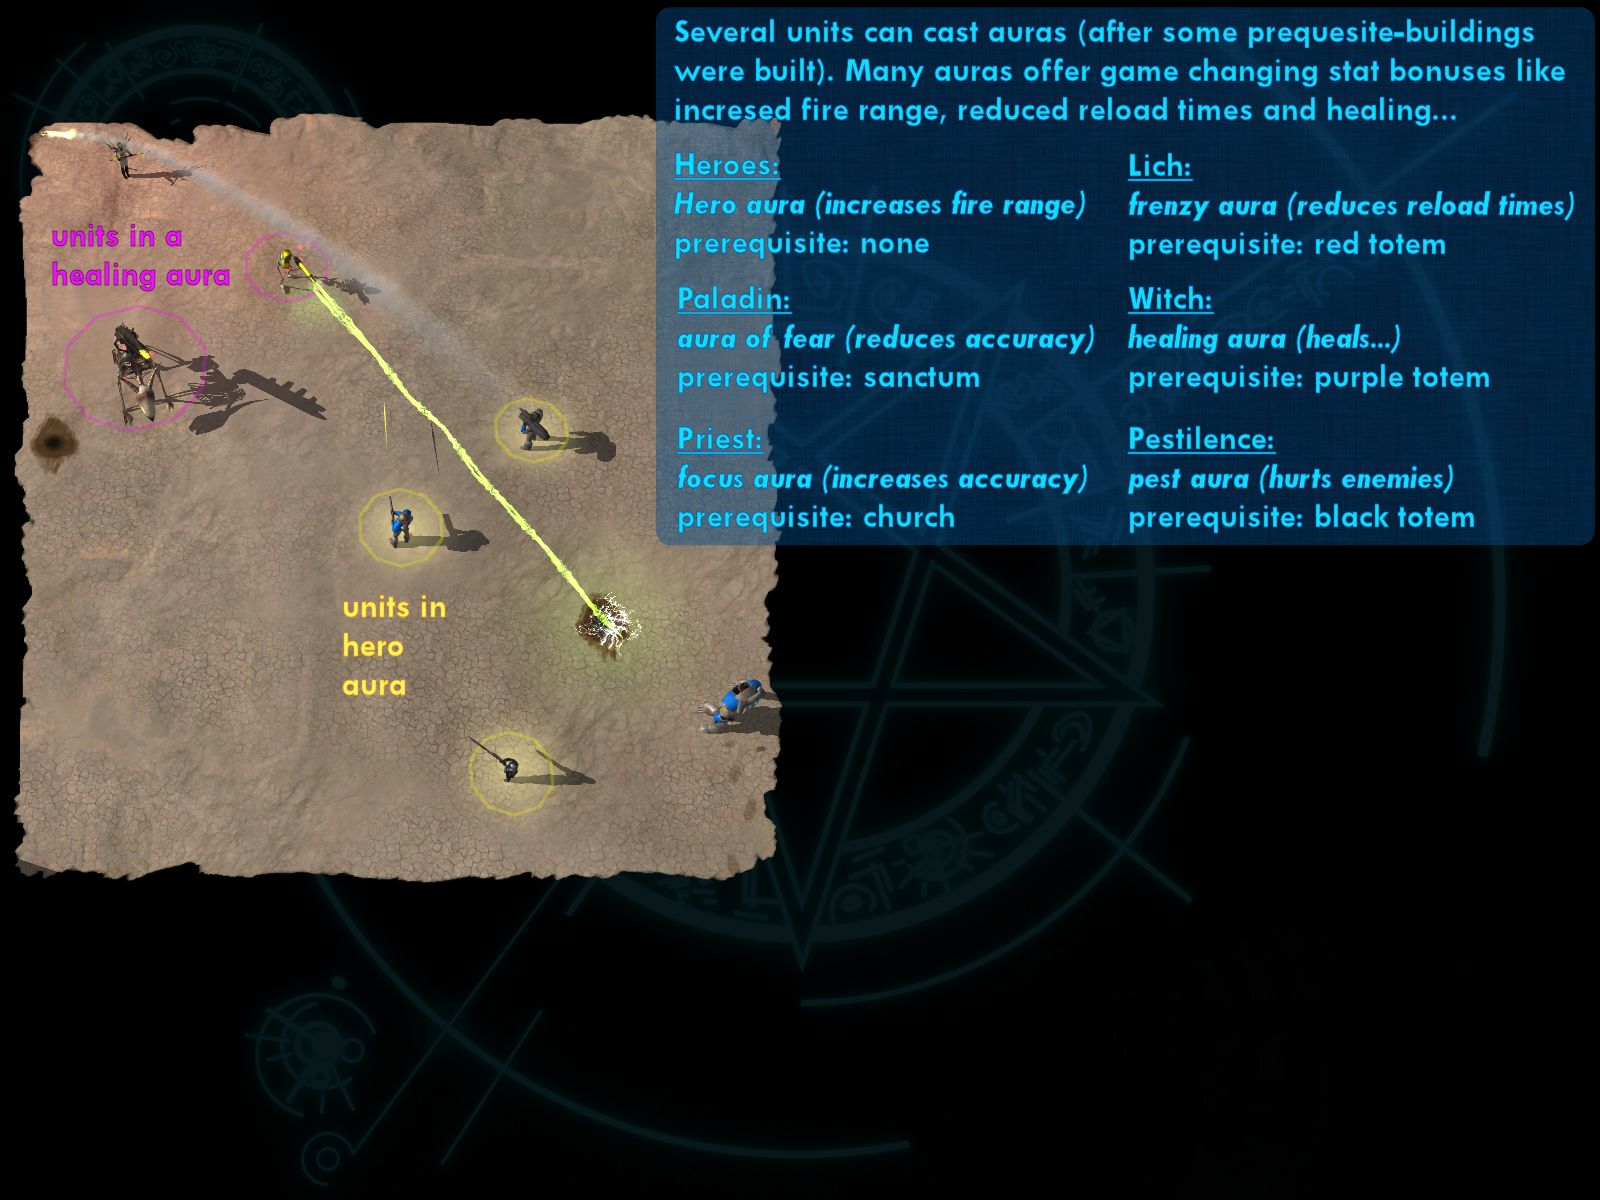 Several units can cast auras (after some prequesite-buildings
were built). Many auras offer game changing stat bonuses like
incresed fire range, reduced reload times and healing...
Heroes:
Hero aura (increases fire range)
prerequisite: none
Lich:
frenzy aura (reduces reload times)
prerequisite: red totem
Paladin:
aura of fear (reduces accuracy)
prerequisite: sanctum
Witch:
healing aura (heals...)
prerequisite: purple totem
Priest:
focus aura (increases accuracy)
prerequisite: church
Pestilence:
pest aura (hurts enemies)
prerequisite: black totem
units in a
healing aura
units in
hero
aura